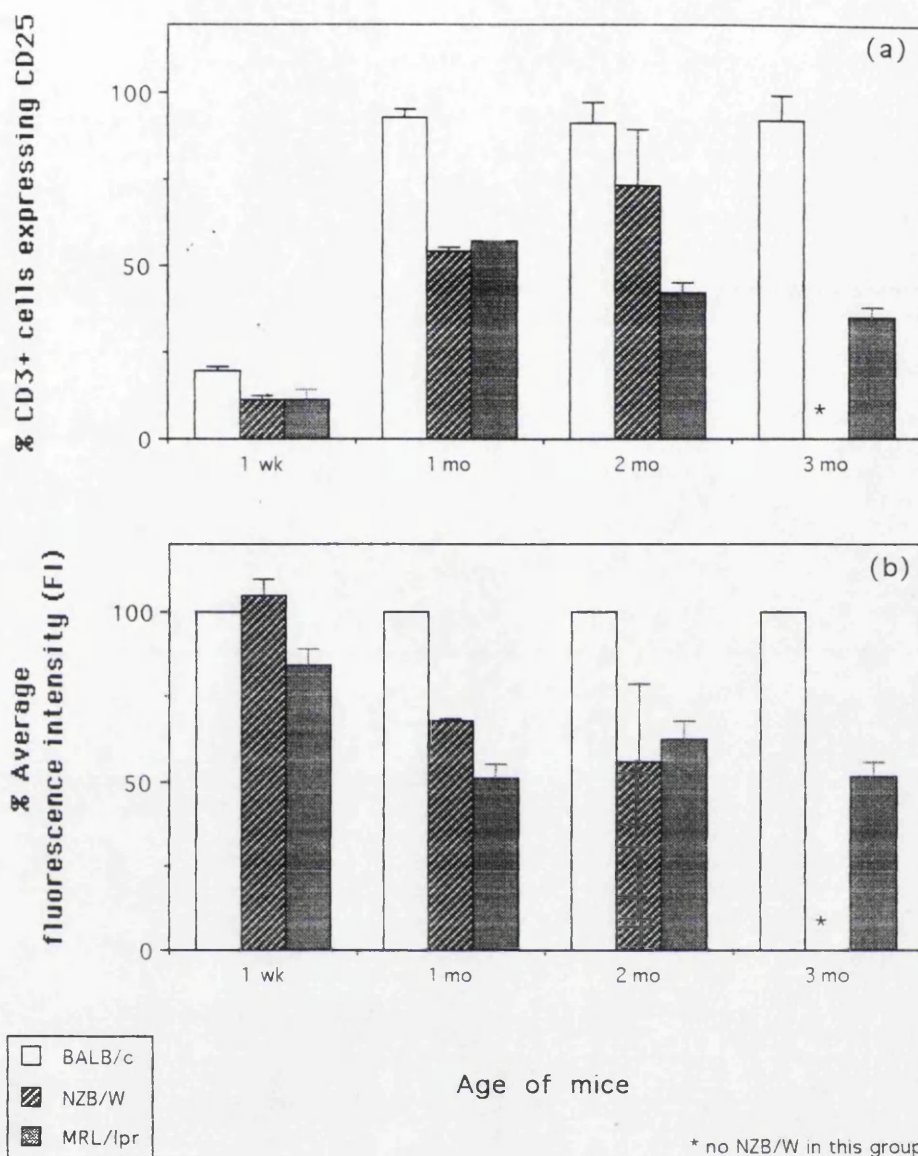 % CD3+ cells expressing CD25
(a)
100
50
0
1 wk
1 mo
2 mo
3 mo
*
% Average
fluorescence intensity (FI)
(b)
100
50
0
1 wk
1 mo
2 mo
3 mo
*
BALB/c
NZB/W
MRL/lpr
Age of mice
* no NZB/W in this group